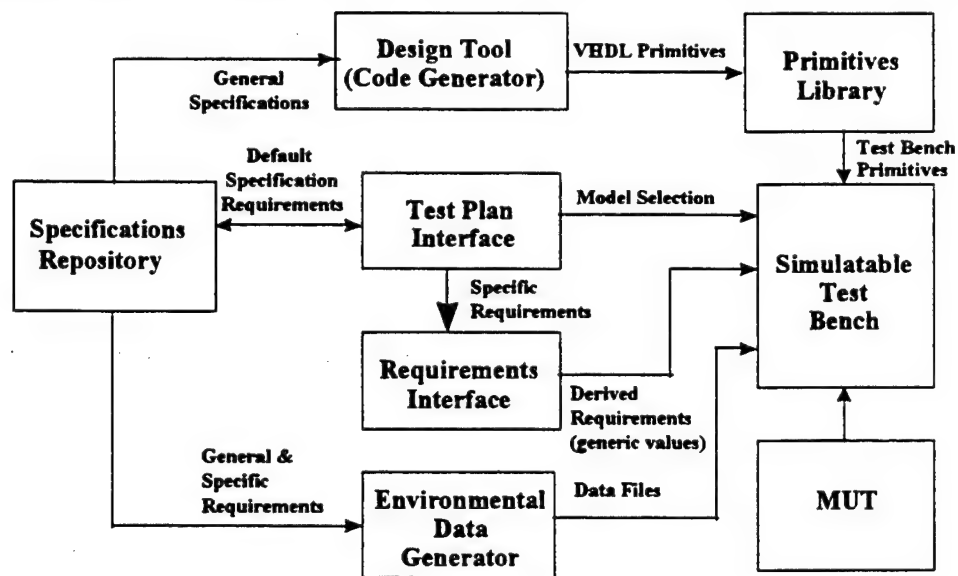 Design Tool
(Code Generator)
VHDL Primitives
Primitives
Library
General
Specifications
Test Bench
Primitives
Default
Specification
Requirements
Specifications
Repository
Test Plan
Interface
Model Selection
Simulatable
Test
Bench
Specific
Requirements
Requirements
Interface
Derived
Requirements
(generic values)
General &
Specific
Requirements
Environmental
Data
Generator
Data Files
MUT